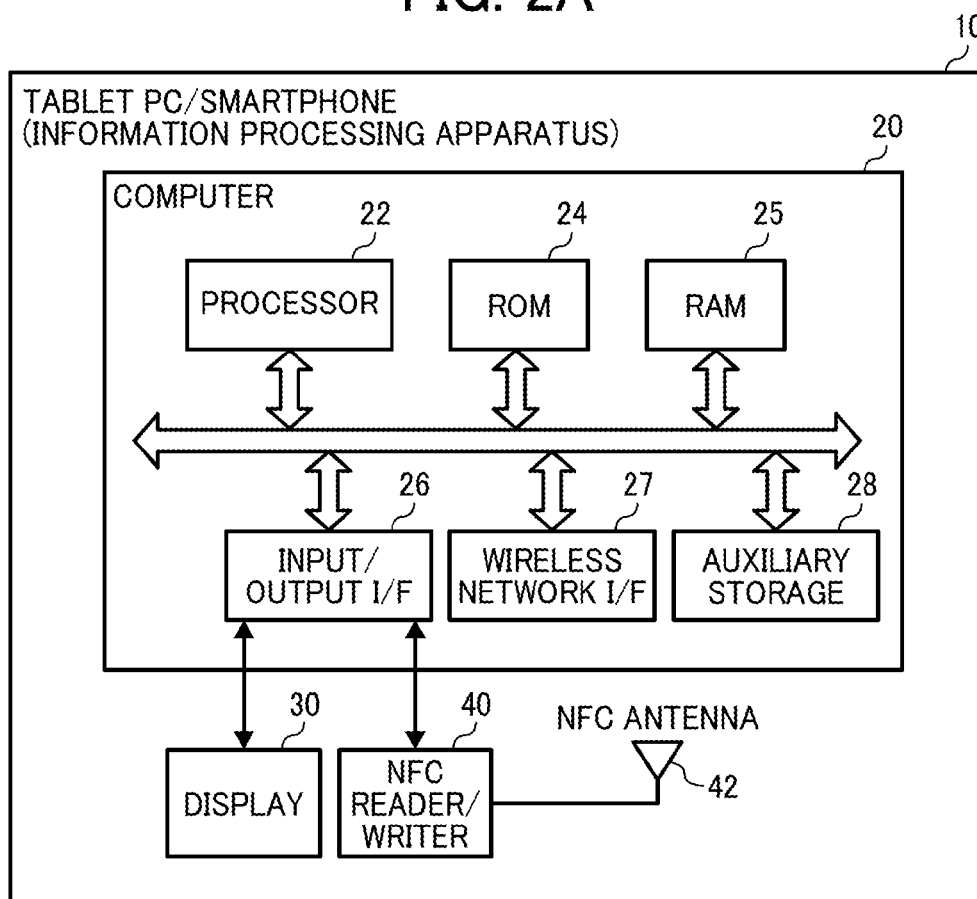 FIG. 2A
10
TABLET PC/SMARTPHONE
(INFORMATION PROCESSING APPARATUS)
20
COMPUTER
22
24
25
PROCESSOR
ROM
RAM
26
27
28
INPUT/
OUTPUT I/F
WIRELESS
NETWORK I/F
AUXILIARY
STORAGE
30
40
NFC ANTENNA
42
DISPLAY
NFC
READER/
WRITER